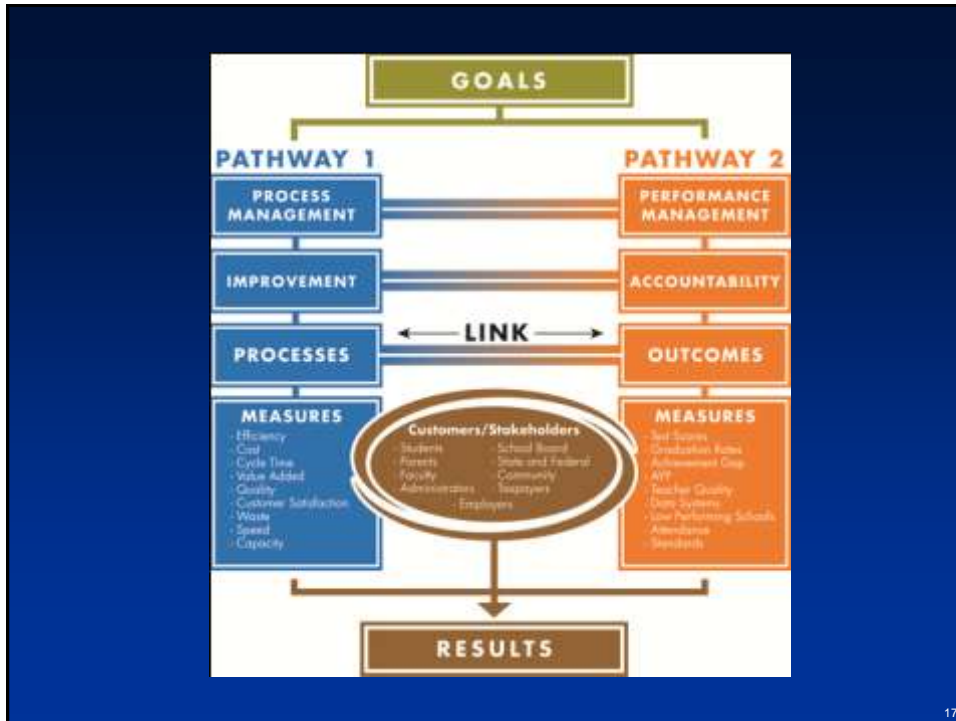 GOALS
PATHWAY 1
PROCESS
MANAGEMENT
IMPROVEMENT
PROCESSES
MEASURES
- Efficiency
- Cost
- Cycle Time
- Value Added
- Quality
- Customer Satisfaction
- Waste
- Speed
- Capacity
LINK
Customers/Stakeholders
- Students
- Parents
- Faculty
- Administrators
- School Board
- State and Federal
- Community
- Taxpayers
- Employers
PATHWAY 2
PERFORMANCE
MANAGEMENT
ACCOUNTABILITY
OUTCOMES
MEASURES
- Test Scores
- Graduation Rates
- Achievement Gap
- AYP
- Teacher Quality
- Data Systems
- Low Performing Schools
- Attendance
- Standards
RESULTS
17